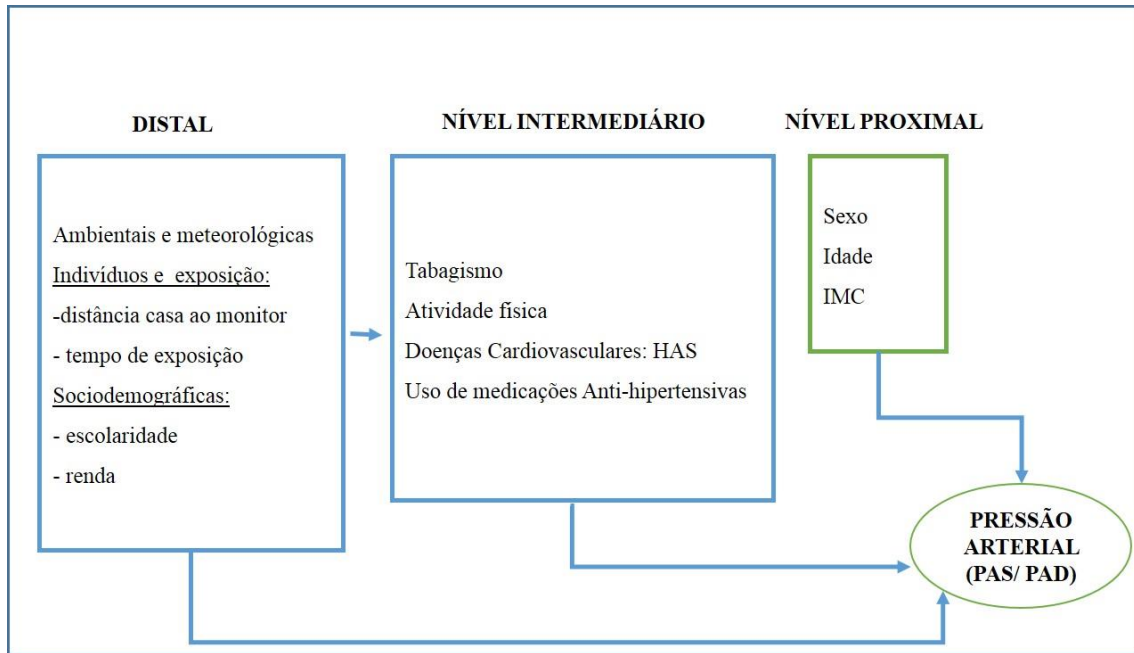 DISTAL
Ambientais e meteorológicas
Indivíduos e exposição:
-distância casa ao monitor
- tempo de exposição
Sociodemográficas:
- escolaridade
- renda
NÍVEL INTERMEDIÁRIO
Tabagismo
Atividade física
Doenças Cardiovasculares: HAS
Uso de medicações Anti-hipertensivas
NÍVEL PROXIMAL
Sexo
Idade
IMC
PRESSÃO
ARTERIAL
(PAS/ PAD)